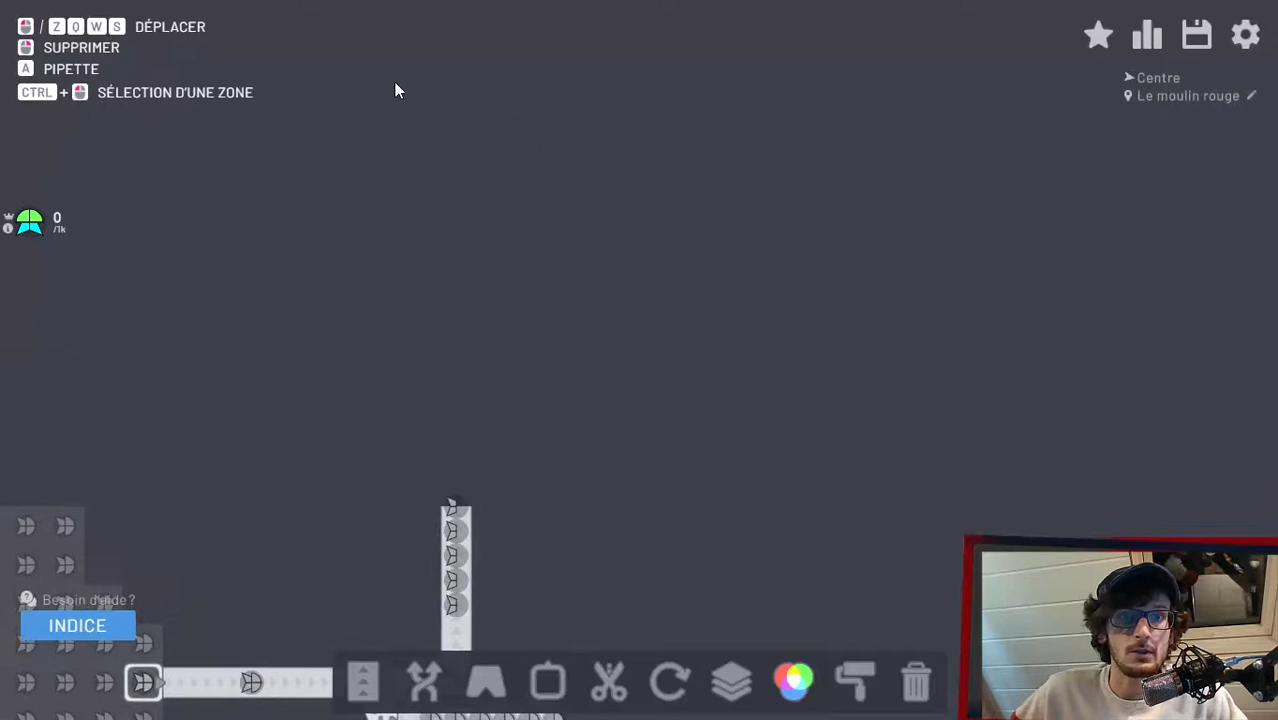 / Z Q W S DÉPLACER
SUPPRIMER
A PIPETTE
CTRL + SÉLECTION D'UNE ZONE
Centre
Le moulin rouge
0
/1k
Besoin d'aide ?
INDICE